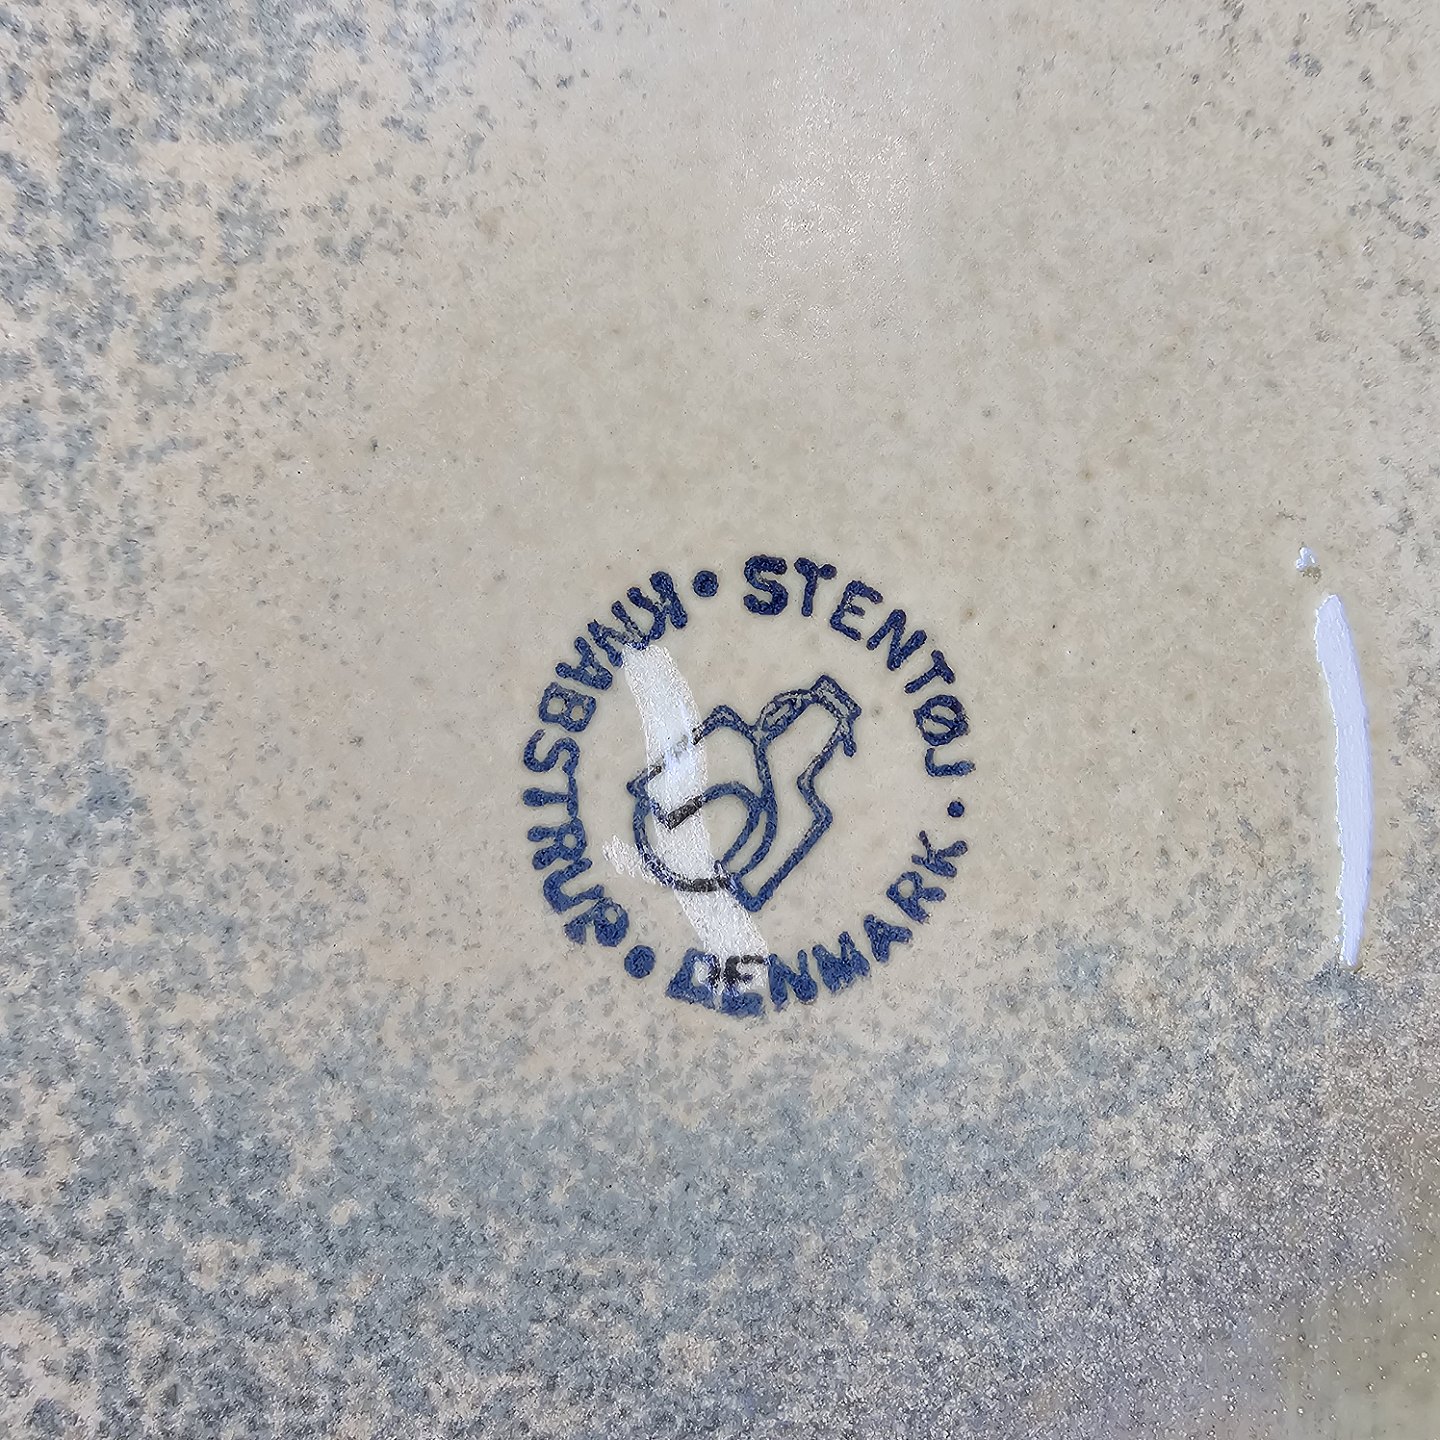 KNABSTRUP • STENTØJ • DENMARK •